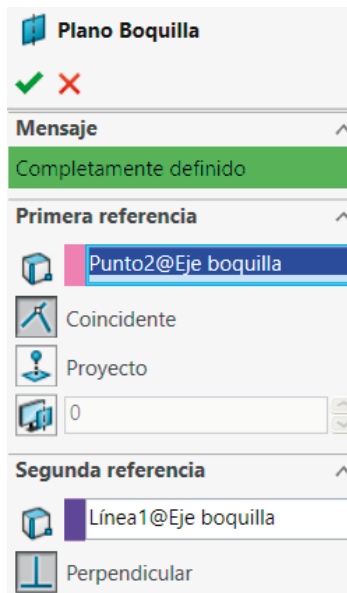 Plano Boquilla
Mensaje
Completamente definido
Primera referencia
Punto2@Eje boquilla
Coincidente
Proyecto
0
Segunda referencia
Línea1@Eje boquilla
Perpendicular